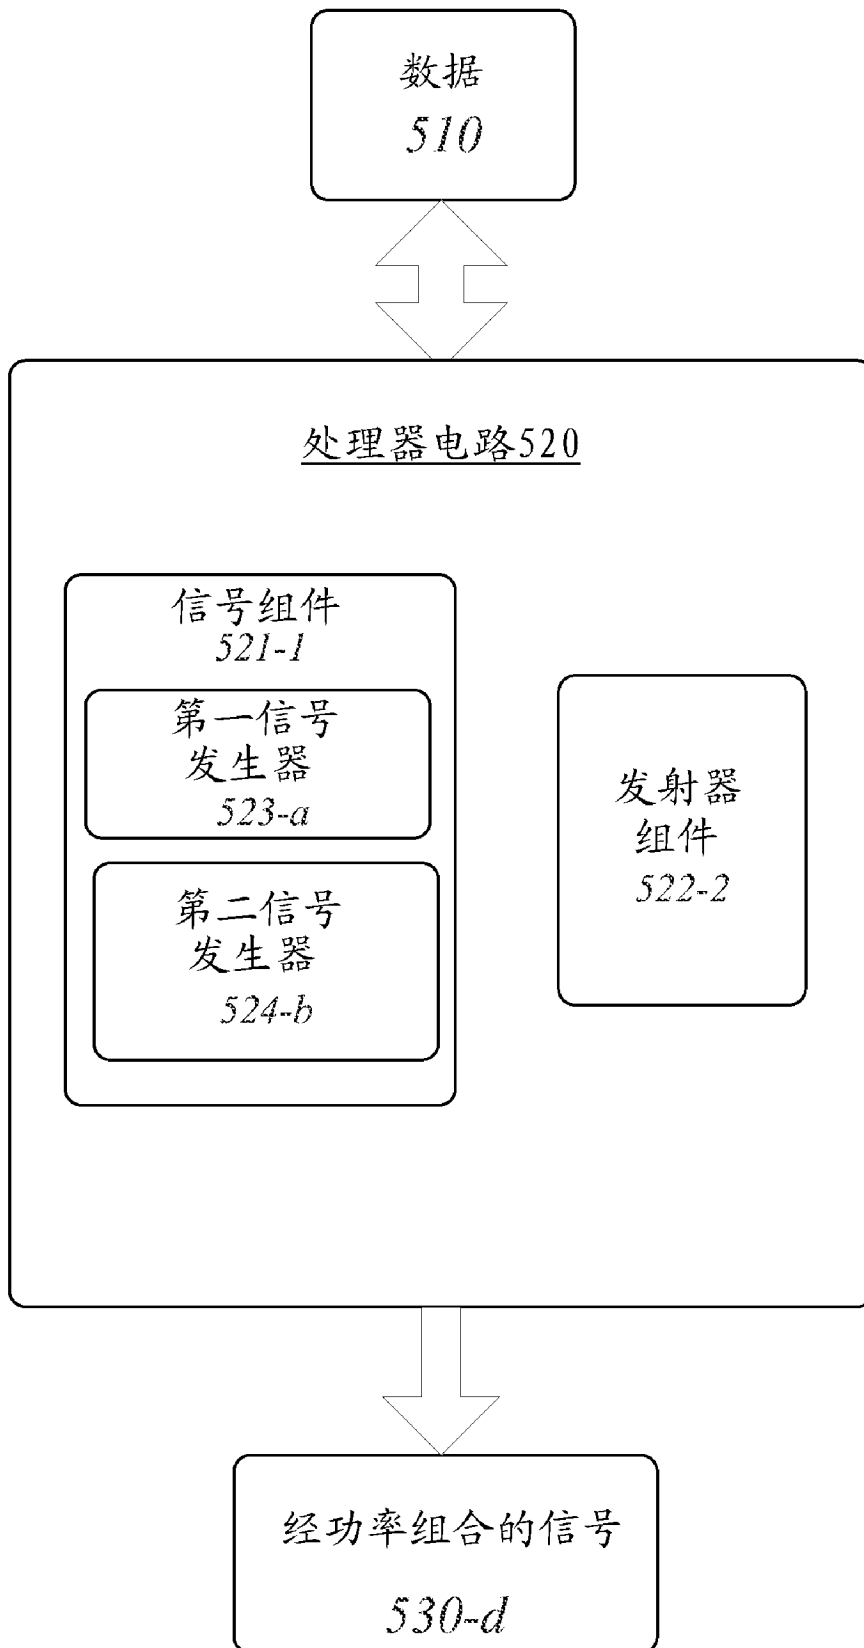 数据
510
处理器电路520
信号组件
521-1
第一信号
发生器
523-a
第二信号
发生器
524-b
发射器
组件
522-2
经功率组合的信号
530-d